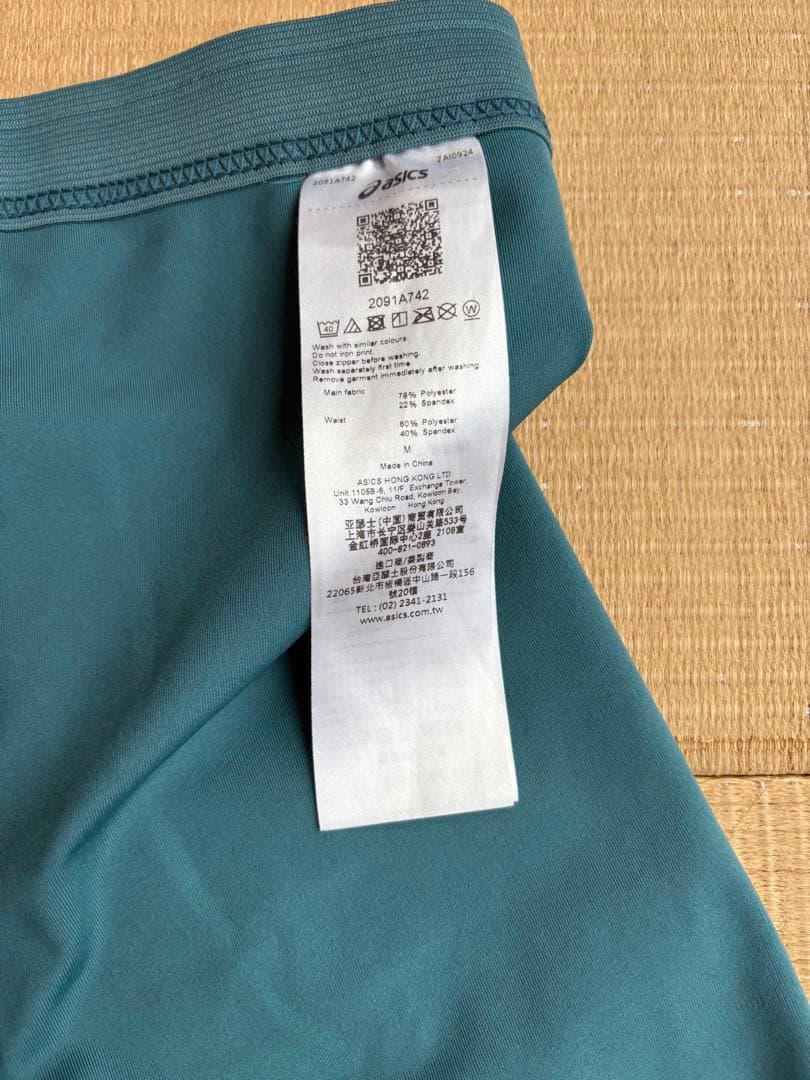 2091A742
7AI0924
asics
2091A742
40
W
Wash with similar colours.
Do not iron print.
Close zipper before washing.
Wash separately first time.
Remove garment immediately after washing.
Main fabric 78% Polyester
22% Spandex
Waist 60% Polyester
40% Spandex
M
Made in China
ASICS HONG KONG LTD
Unit 1105B-6, 11/F, Exchange Tower,
33 Wang Chiu Road, Kowloon Bay,
Kowloon Hong Kong
亚瑟士(中国)商贸有限公司
上海市长宁区娄山关路533号
金虹桥国际中心2座 2108室
400-821-0893
進口商/委製商
台灣亞瑟士股份有限公司
22065新北市板橋區中山路一段156
號20樓
TEL : (02) 2341-2131
www.asics.com.tw